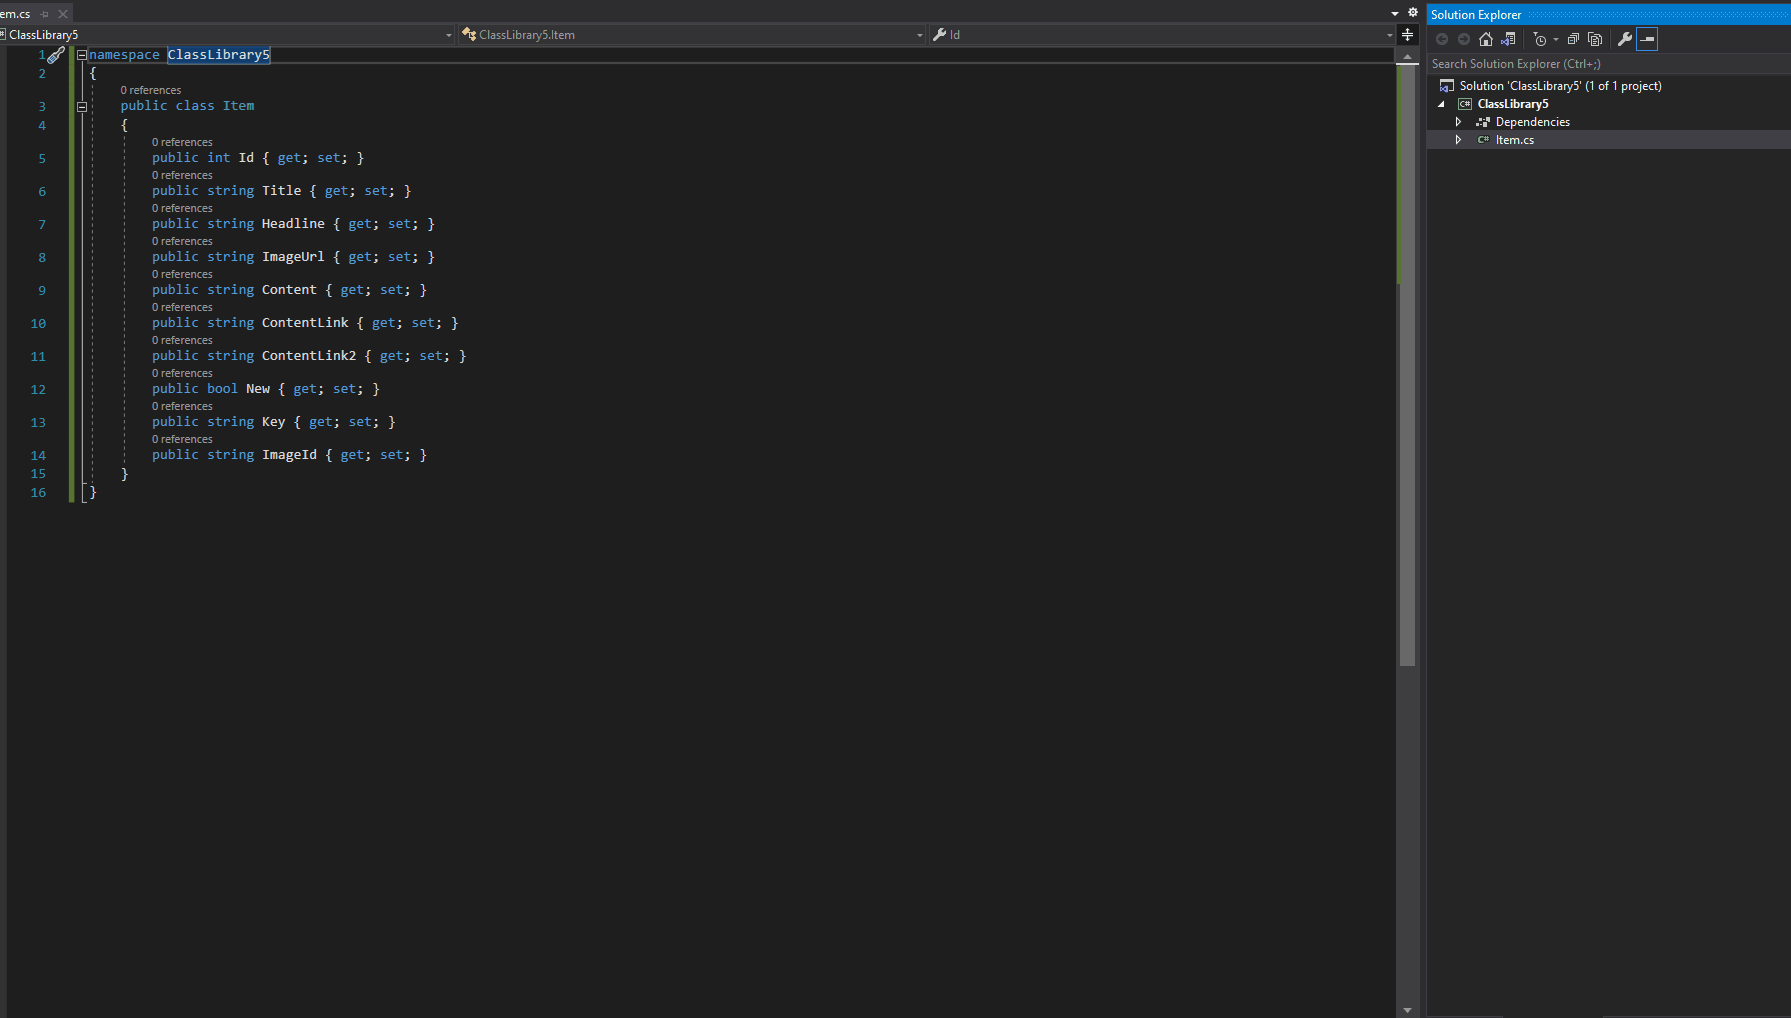 em.cs
ClassLibrary5
ClassLibrary5.Item
Id
1 namespace ClassLibrary5
2 {
0 references
3 public class Item
4 {
0 references
5 public int Id { get; set; }
0 references
6 public string Title { get; set; }
0 references
7 public string Headline { get; set; }
0 references
8 public string ImageUrl { get; set; }
0 references
9 public string Content { get; set; }
0 references
10 public string ContentLink { get; set; }
0 references
11 public string ContentLink2 { get; set; }
0 references
12 public bool New { get; set; }
0 references
13 public string Key { get; set; }
0 references
14 public string ImageId { get; set; }
15 }
16 }
Solution Explorer
Search Solution Explorer (Ctrl+;)
Solution 'ClassLibrary5' (1 of 1 project)
C# ClassLibrary5
Dependencies
C# Item.cs